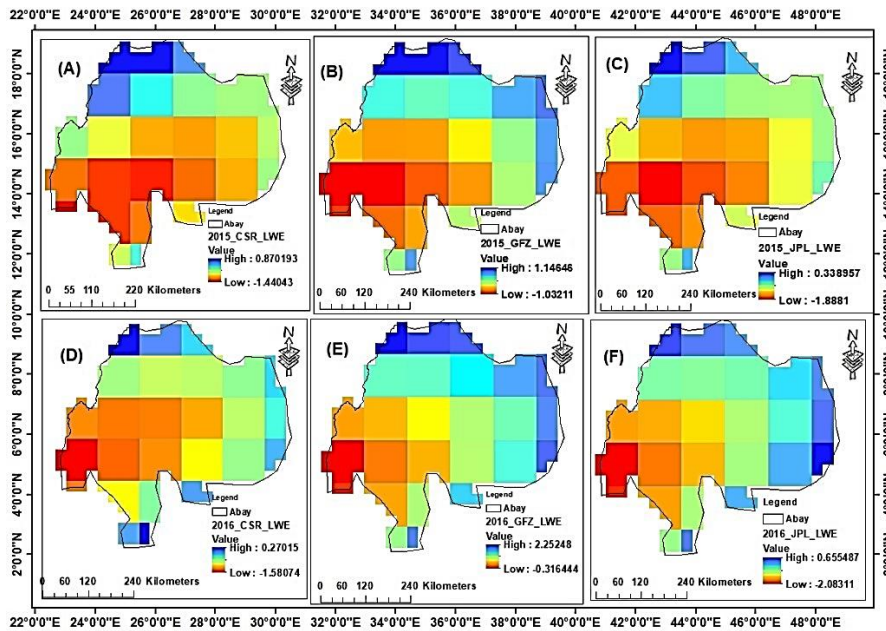 22°0'0"E 24°0'0"E 26°0'0"E 28°0'0"E 30°0'0"E 32°0'0"E 34°0'0"E 36°0'0"E 38°0'0"E 40°0'0"E 42°0'0"E 44°0'0"E 46°0'0"E 48°0'0"E
18°0'0"N
16°0'0"N
14°0'0"N
12°0'0"N
10°0'0"N
8°0'0"N
6°0'0"N
4°0'0"N
2°0'0"N
(A)
N
Legend
Abay
2015_CSR_LWE
Value
High : 0.870193
Low : -1.44043
0 55 110 220 Kilometers
(B)
N
Legend
Abay
2015_GFZ_LWE
Value
High : 1.14646
Low : -1.03211
0 60 120 240 Kilometers
(C)
N
Legend
Abay
2015_JPL_LWE
Value
High : 0.338957
Low : -1.8881
0 60 120 240 Kilometers
(D)
N
Legend
Abay
2016_CSR_LWE
Value
High : 0.27015
Low : -1.58074
0 60 120 240 Kilometers
(E)
N
Legend
Abay
2016_GFZ_LWE
Value
High : 2.25248
Low : -0.316444
0 60 120 240 Kilometers
(F)
N
Legend
Abay
2016_JPL_LWE
Value
High : 0.655487
Low : -2.08311
0 60 120 240 Kilometers
22°0'0"E 24°0'0"E 26°0'0"E 28°0'0"E 30°0'0"E 32°0'0"E 34°0'0"E 36°0'0"E 38°0'0"E 40°0'0"E 42°0'0"E 44°0'0"E 46°0'0"E 48°0'0"E